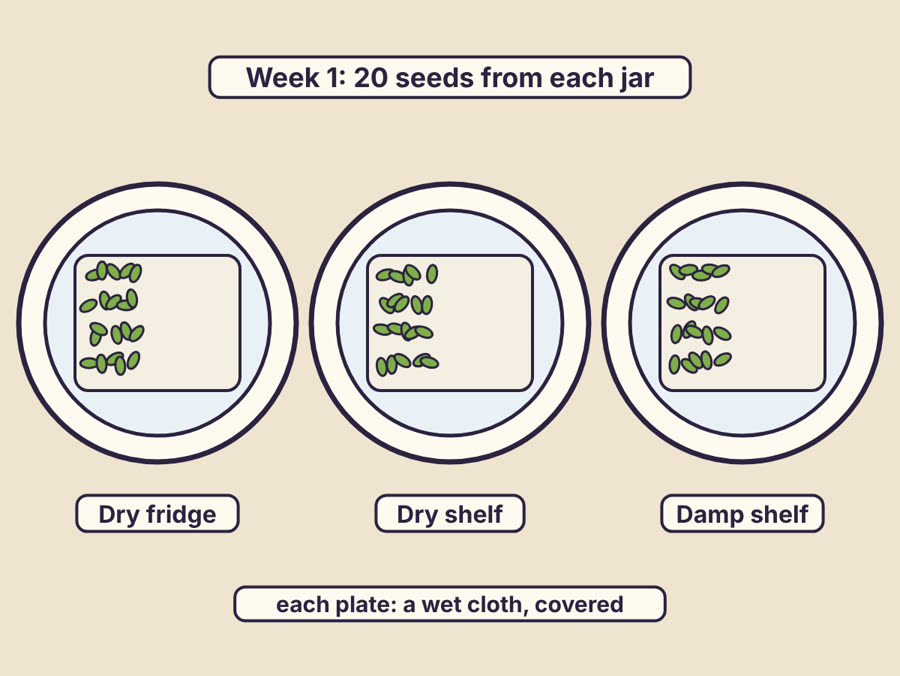 Week 1: 20 seeds from each jar
Dry fridge
Dry shelf
Damp shelf
each plate: a wet cloth, covered